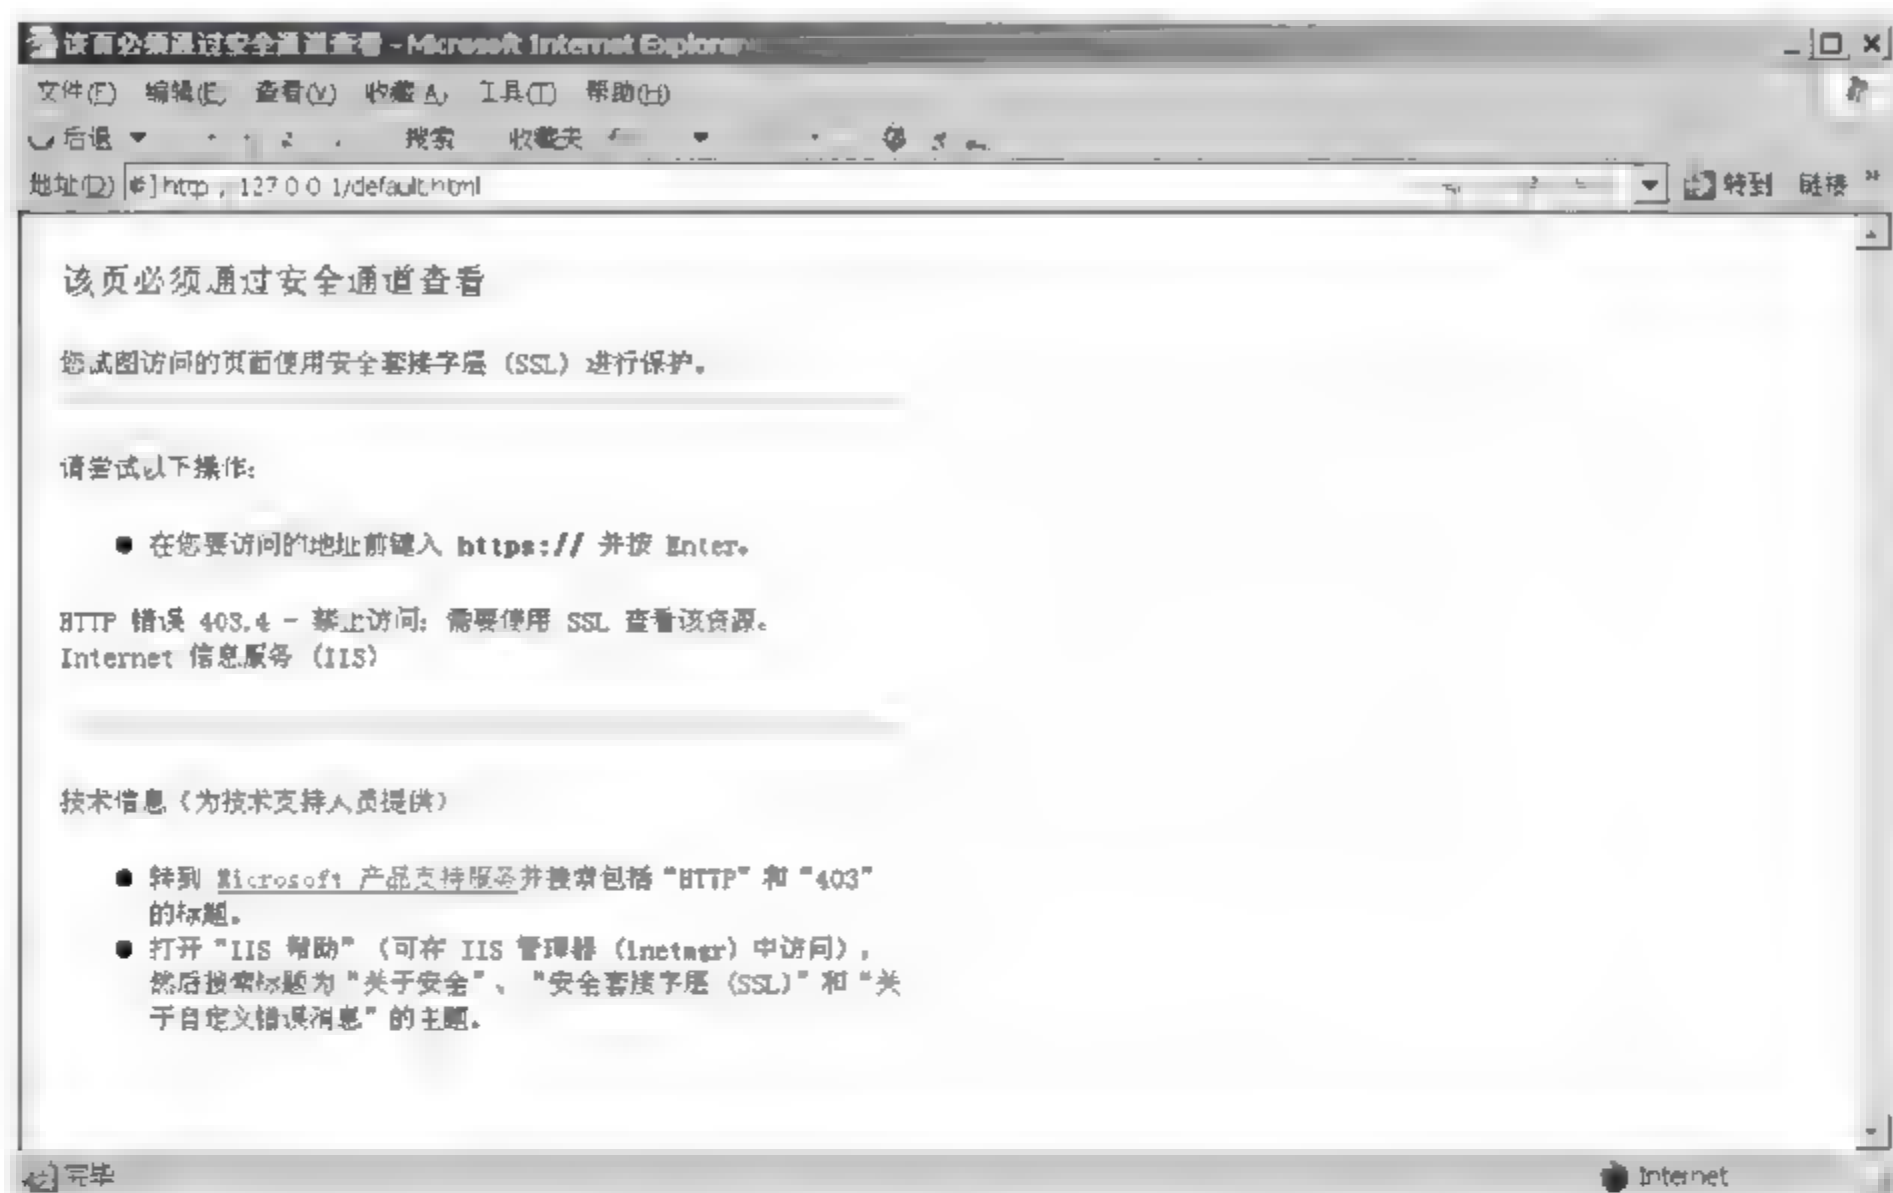 该页必须通过安全通道查看 - Microsoft Internet Explorer
文件(F) 编辑(E) 查看(V) 收藏(A) 工具(T) 帮助(H)
后退 搜索 收藏夹
地址(D) http://127.0.0.1/default.html 转到 链接 »
该页必须通过安全通道查看
您试图访问的页面使用安全套接字层 (SSL) 进行保护。
请尝试以下操作:
● 在您要访问的地址前键入 https:// 并按 Enter。
HTTP 错误 403.4 - 禁止访问: 需要使用 SSL 查看该资源。
Internet 信息服务 (IIS)
技术信息 (为技术支持人员提供)
● 转到 Microsoft 产品支持服务并搜索包括“HTTP”和“403”
的标题。
● 打开“IIS 帮助” (可在 IIS 管理器 (inetmgr) 中访问),
然后搜索标题为“关于安全”、“安全套接字层 (SSL)”和“关
于自定义错误消息”的主题。
完毕 Internet